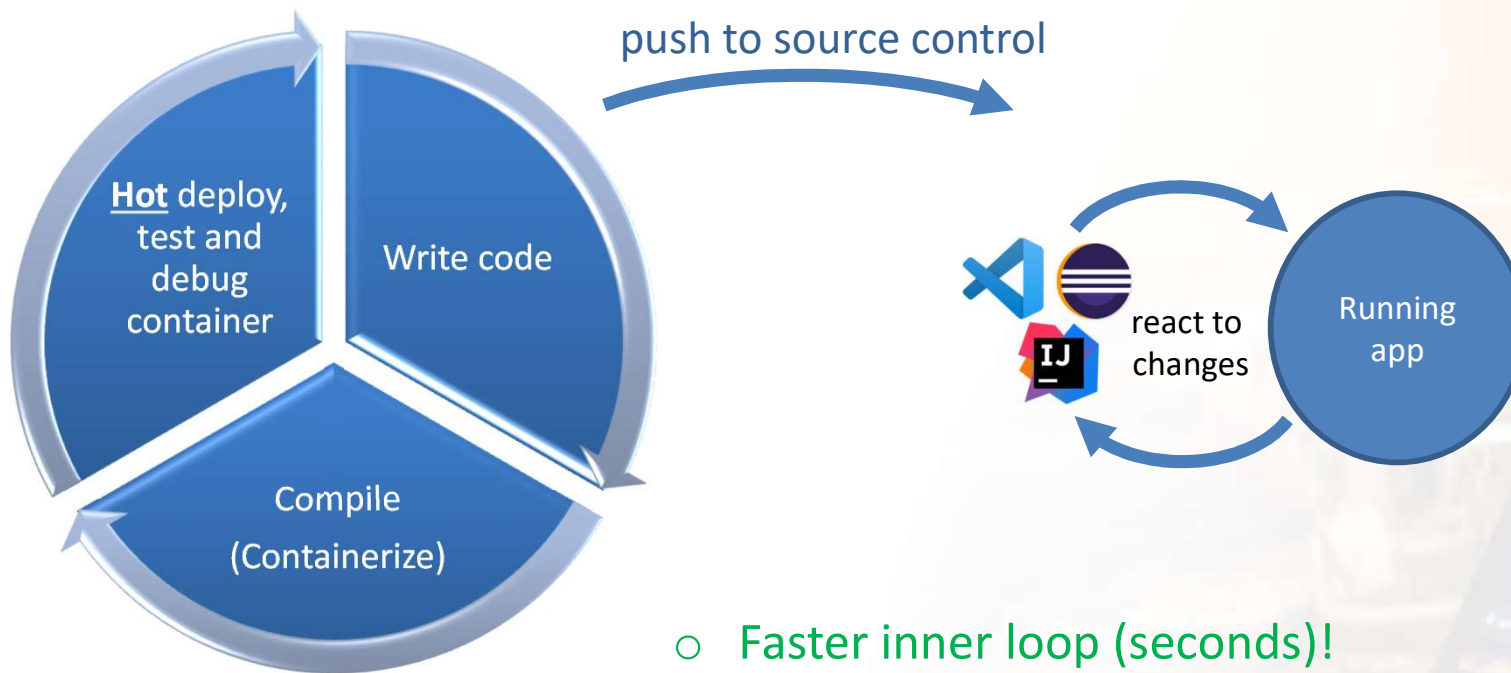 push to source control
Hot deploy,
test and
debug
container
Write code
Compile
(Containerize)
IJ
react to
changes
Running
app
o Faster inner loop (seconds)!